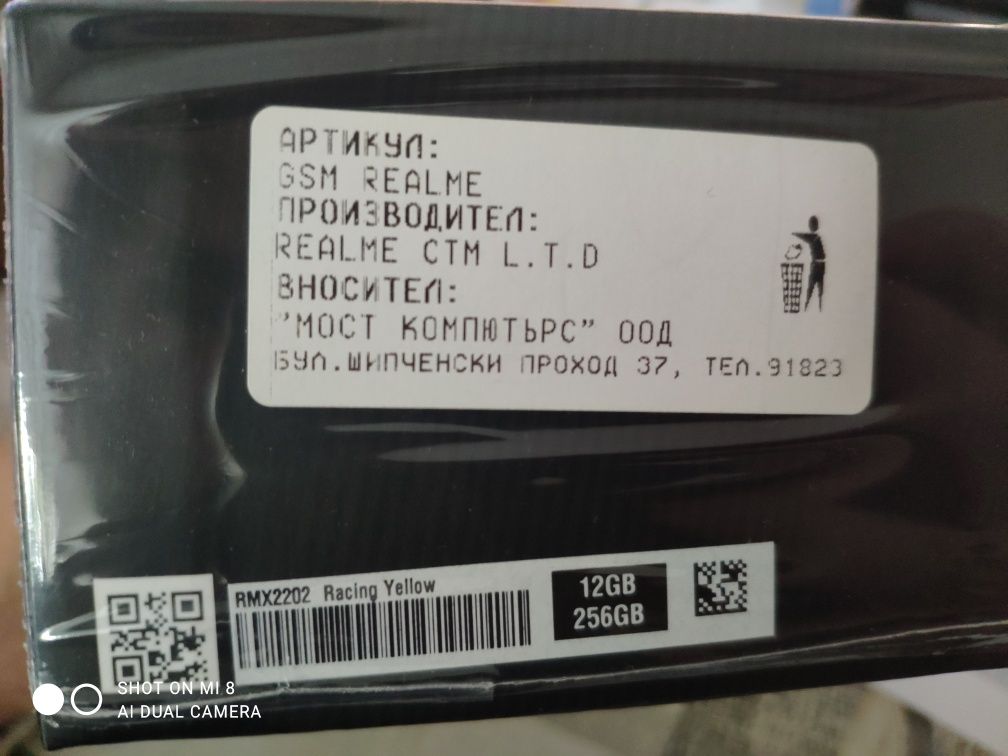 АРТИКУЛ:
GSM REALME
ПРОИЗВОДИТЕЛ:
REALME CTM L.T.D
ВНОСИТЕЛ:
"МОСТ КОМПЮТЪРС" ООД
БУЛ.ШИПЧЕНСКИ ПРОХОД 37, ТЕЛ.91823
RMX2202 Racing Yellow
12GB
256GB
SHOT ON MI 8
AI DUAL CAMERA